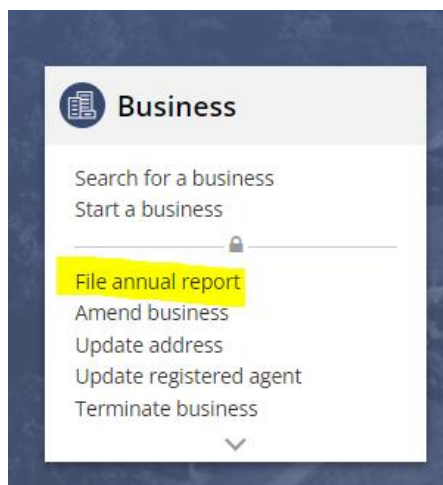 Business
Search for a business
Start a business
File annual report
Amend business
Update address
Update registered agent
Terminate business